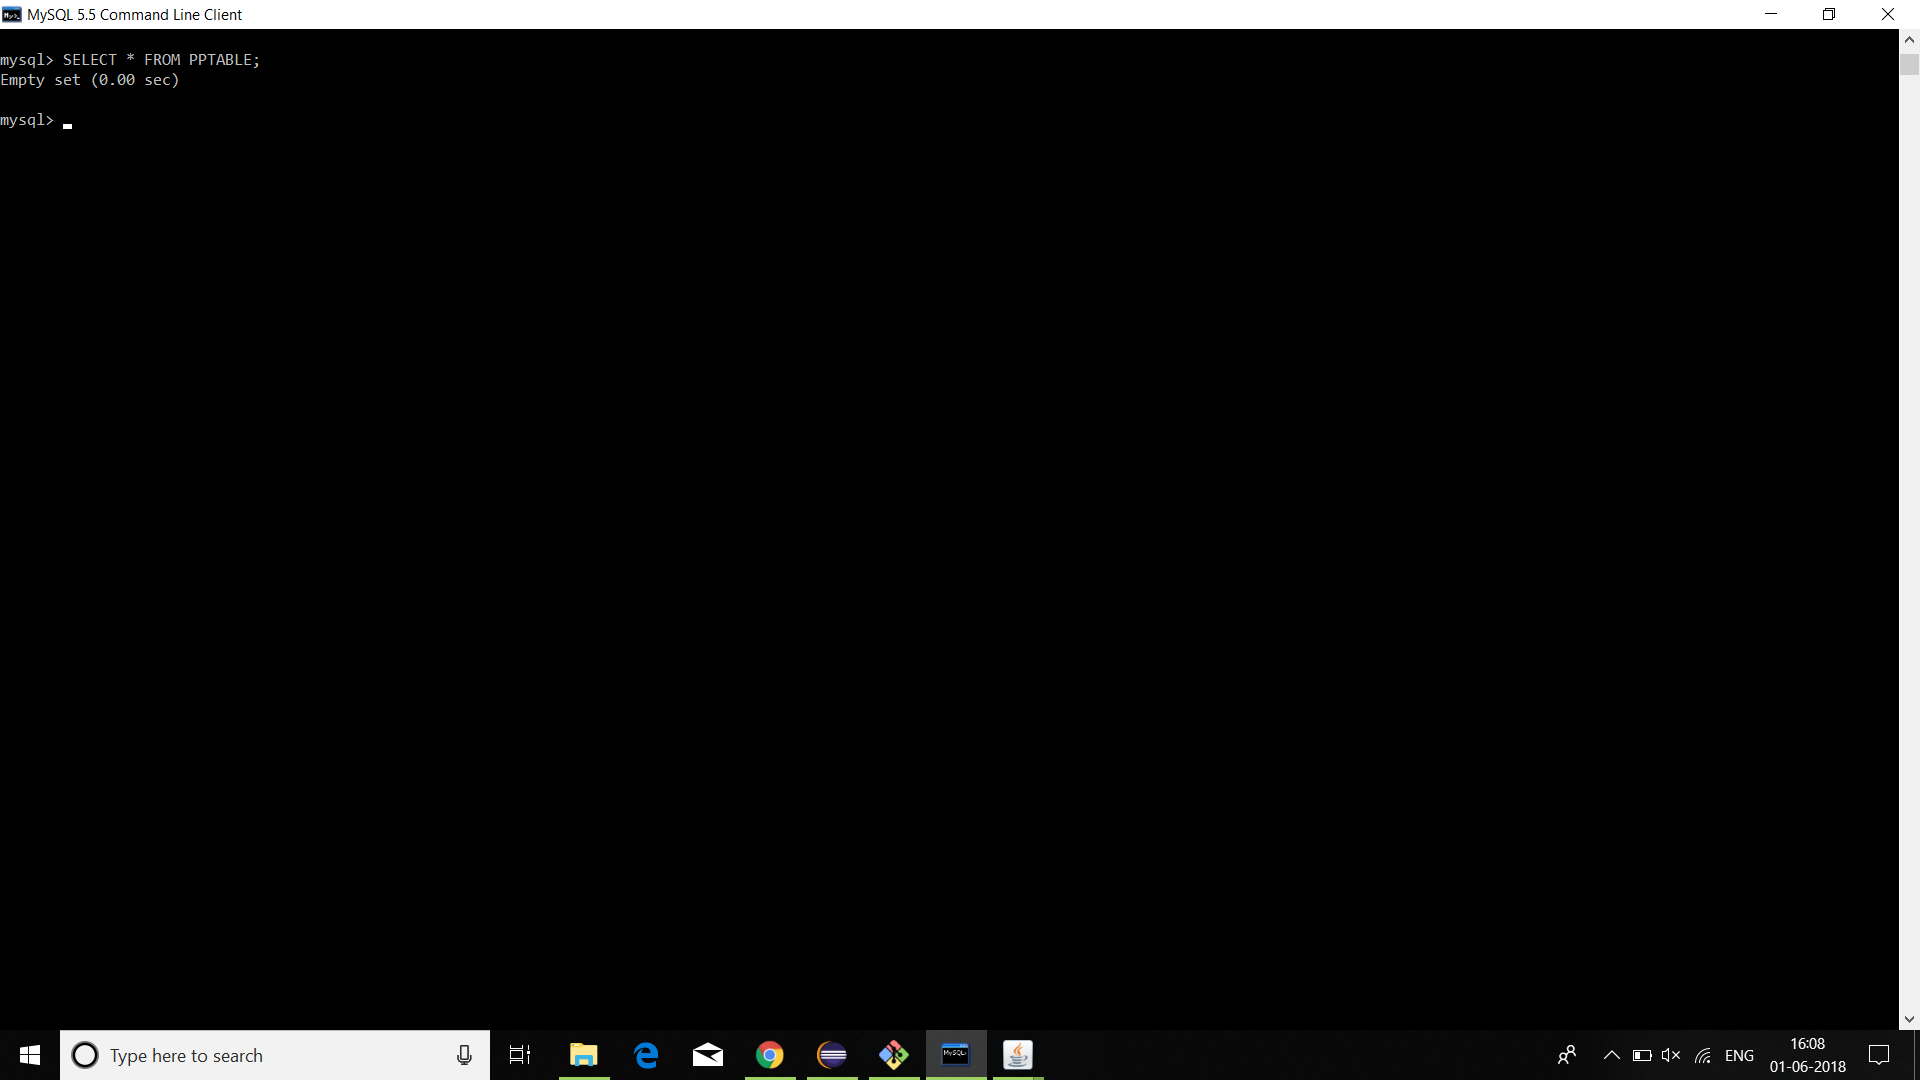 MySQL 5.5 Command Line Client
mysql> SELECT * FROM PPTABLE;
Empty set (0.00 sec)
mysql>
Type here to search
ENG
16:08
01-06-2018